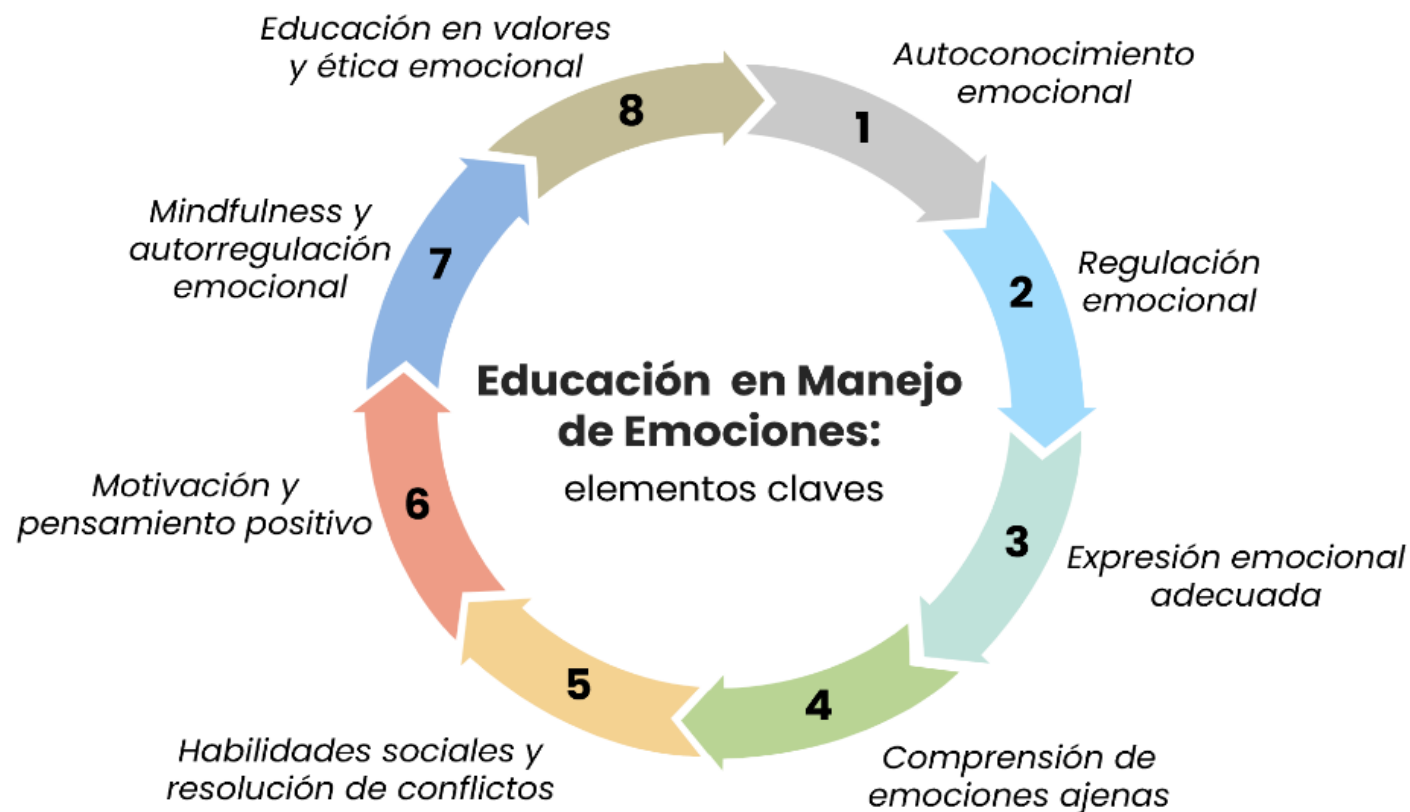 Educación en Manejo
de Emociones:
elementos claves
1
Autoconocimiento
emocional
2
Regulación
emocional
3
Expresión emocional
adecuada
4
Comprensión de
emociones ajenas
5
Habilidades sociales y
resolución de conflictos
6
Motivación y
pensamiento positivo
7
Mindfulness y
autorregulación
emocional
8
Educación en valores
y ética emocional